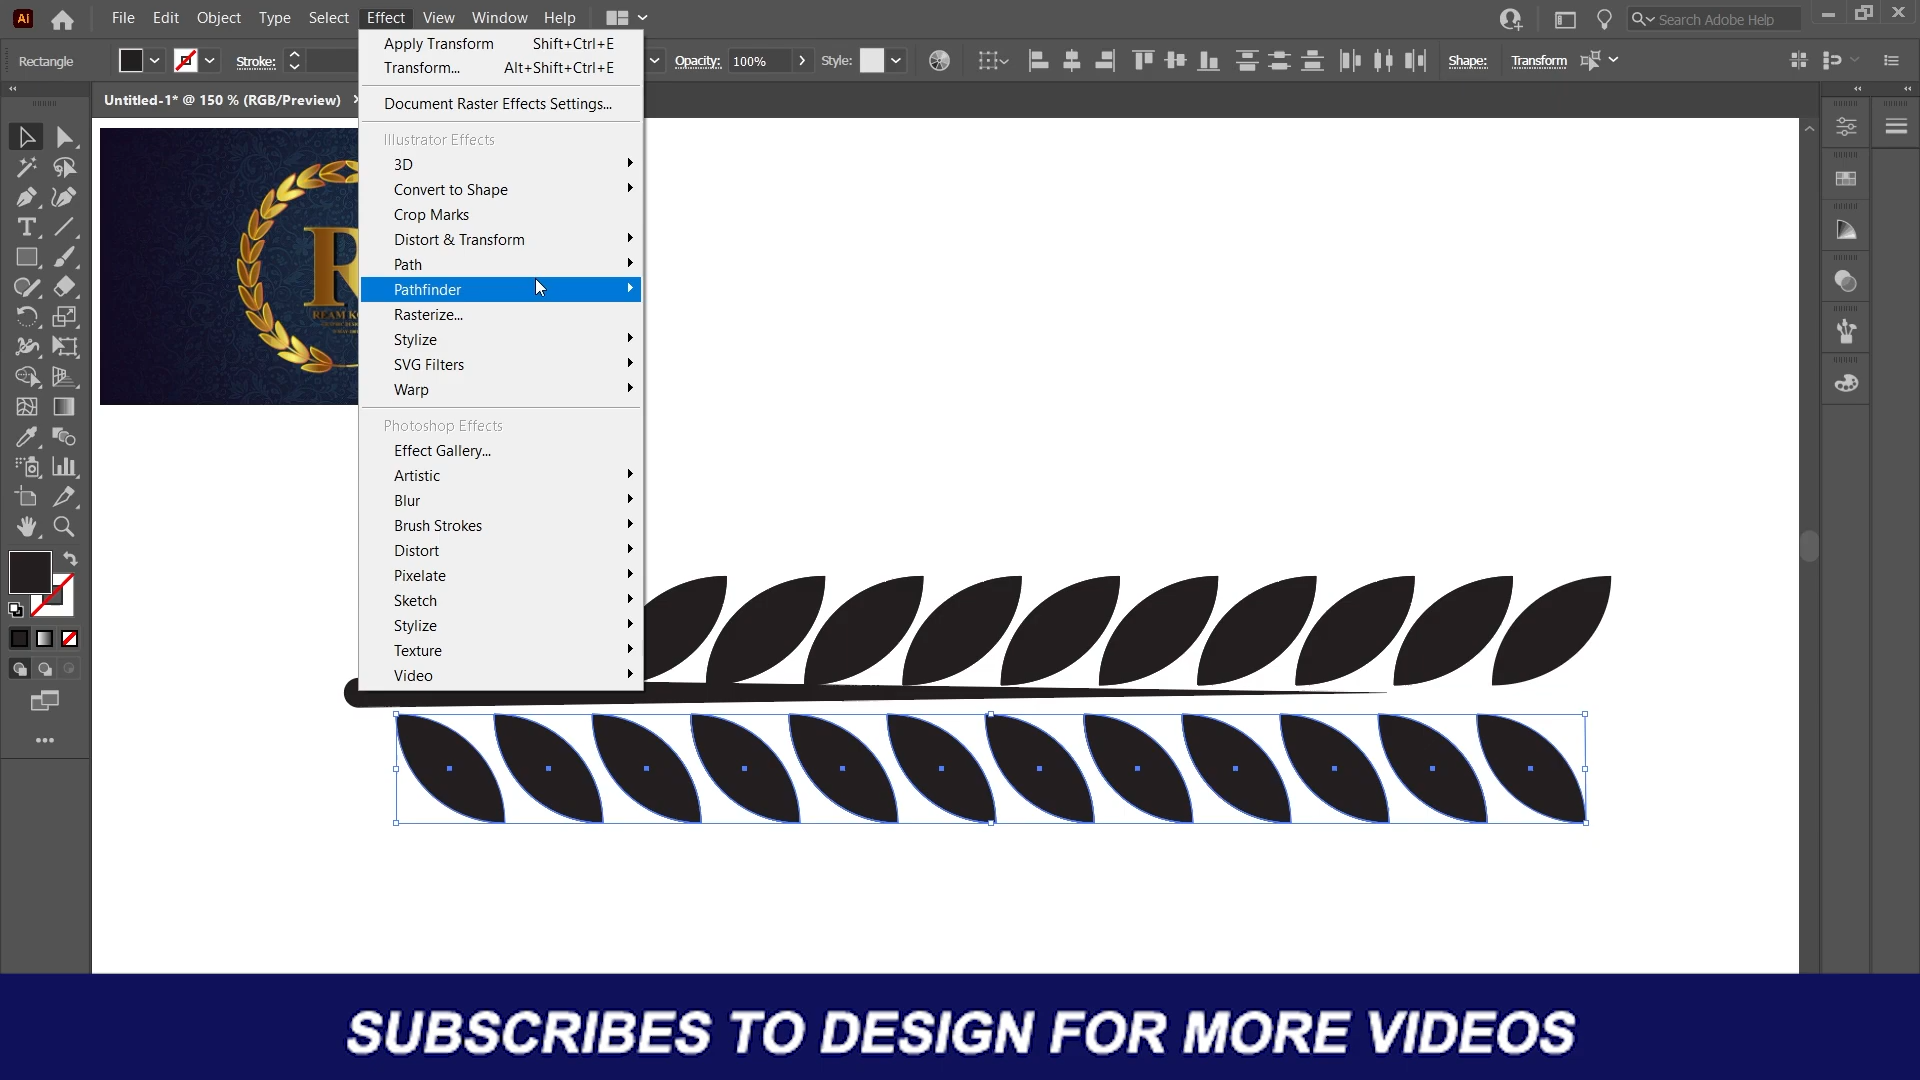 Ai
File Edit Object Type Select Effect View Window Help
Search Adobe Help
Rectangle
Stroke:
Opacity: 100%
Style:
Shape:
Transform
Untitled-1* @ 150 % (RGB/Preview)
Apply Transform Shift+Ctrl+E
Transform... Alt+Shift+Ctrl+E
Document Raster Effects Settings...
Illustrator Effects
3D
Convert to Shape
Crop Marks
Distort & Transform
Path
Pathfinder
Rasterize...
Stylize
SVG Filters
Warp
Photoshop Effects
Effect Gallery...
Artistic
Blur
Brush Strokes
Distort
Pixelate
Sketch
Stylize
Texture
Video
R
SUBSCRIBES TO DESIGN FOR MORE VIDEOS